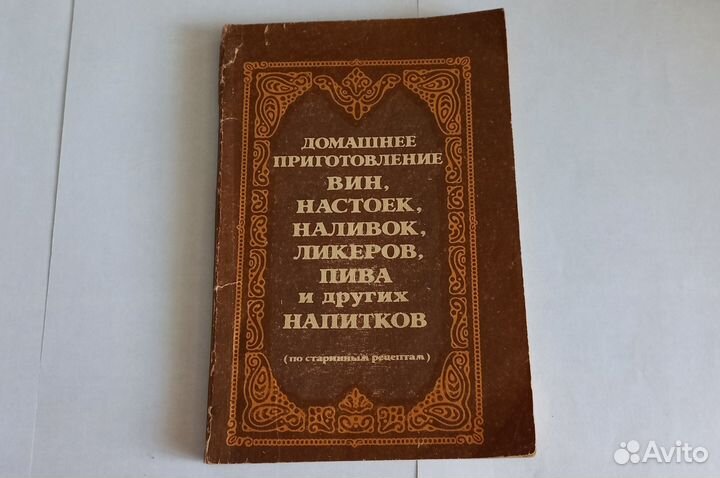 ДОМАШНЕЕ
ПРИГОТОВЛЕНИЕ
ВИН,
НАСТОЕК,
НАЛИВОК,
ЛИКЕРОВ,
ПИВА
и других
НАПИТКОВ
(по старинным рецептам)
Avito